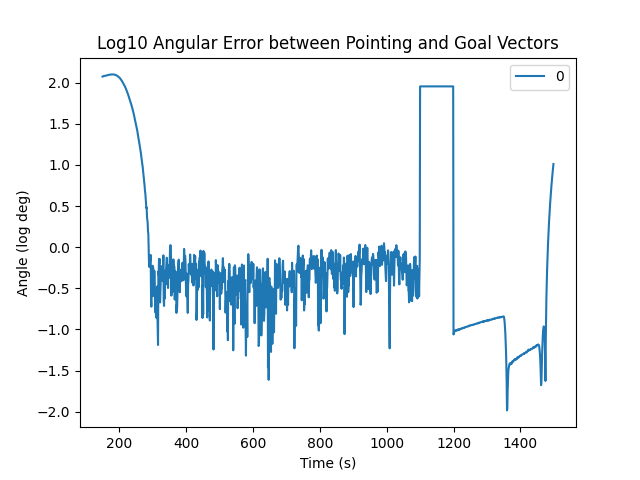 Log10 Angular Error between Pointing and Goal Vectors
0
2.0
1.5
1.0
0.5
0.0
−0.5
−1.0
−1.5
−2.0
Angle (log deg)
200 400 600 800 1000 1200 1400
Time (s)